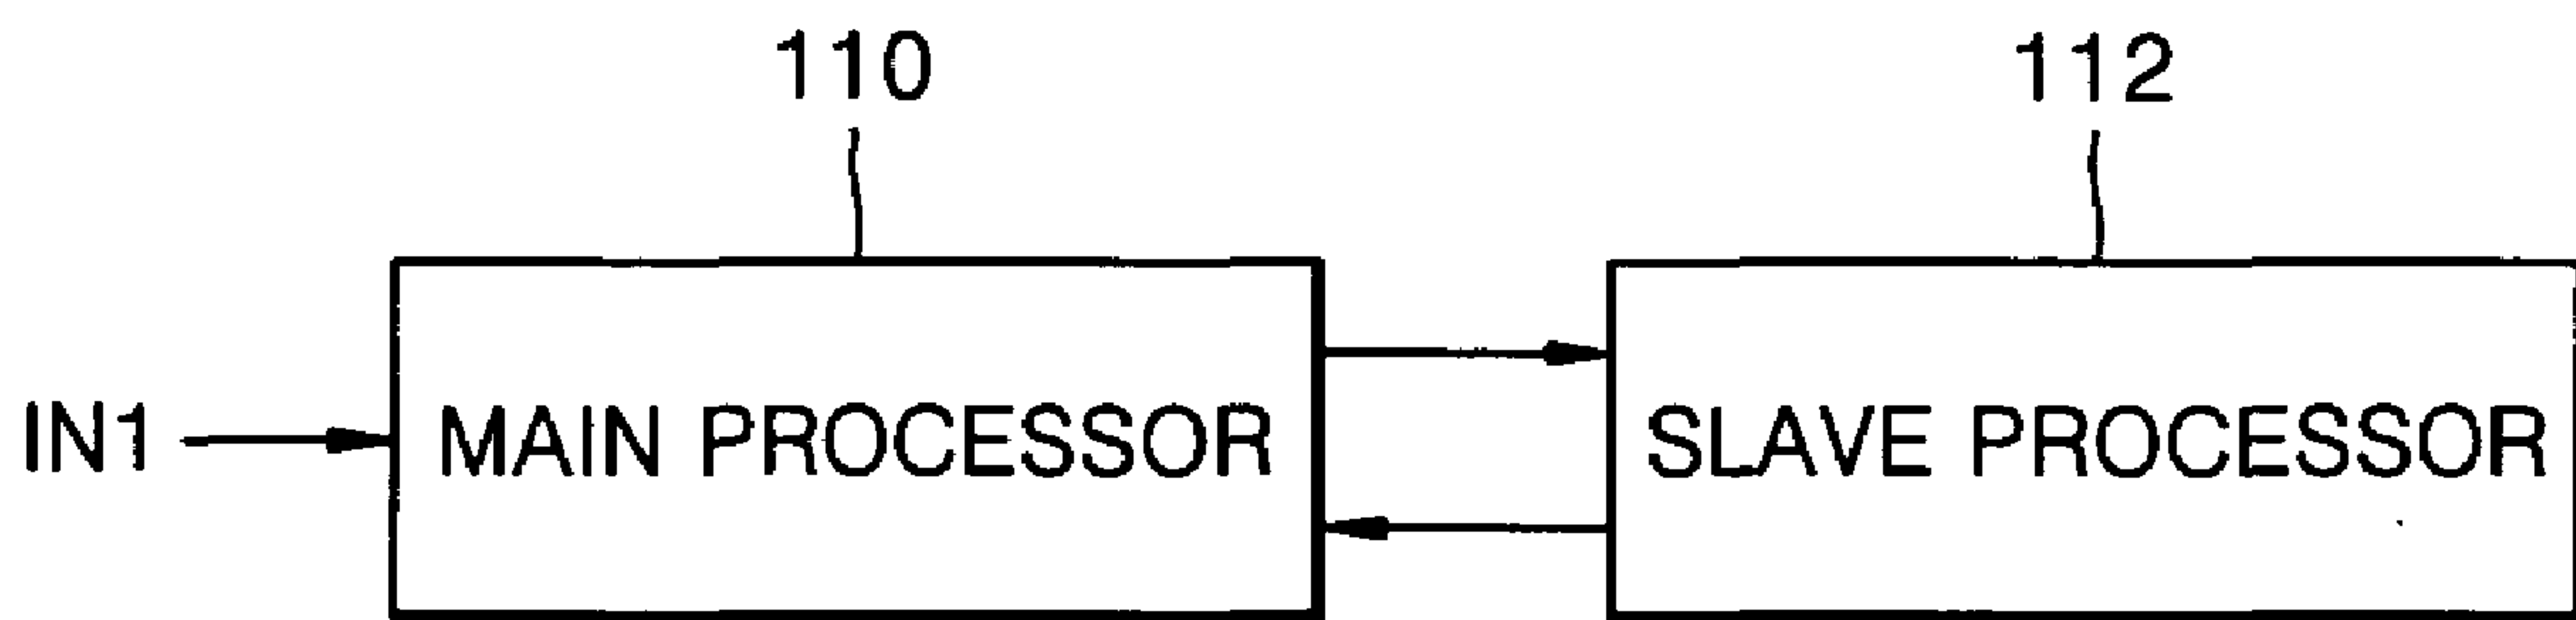 110
112
IN1
MAIN PROCESSOR
SLAVE PROCESSOR